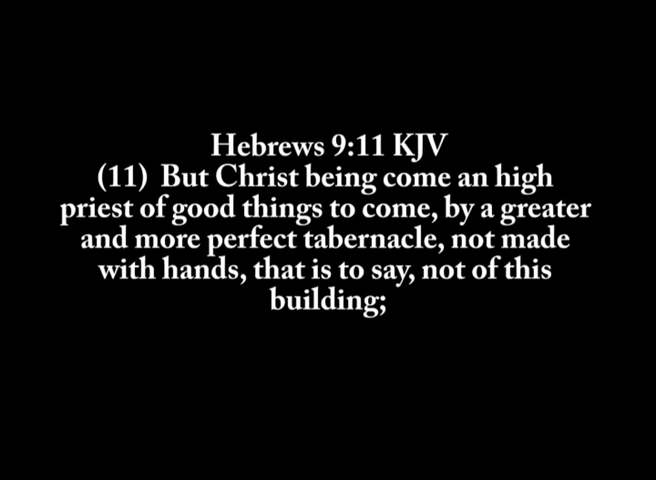 Hebrews 9:11 KJV
(11) But Christ being come an high
priest of good things to come, by a greater
and more perfect tabernacle, not made
with hands, that is to say, not of this
building;